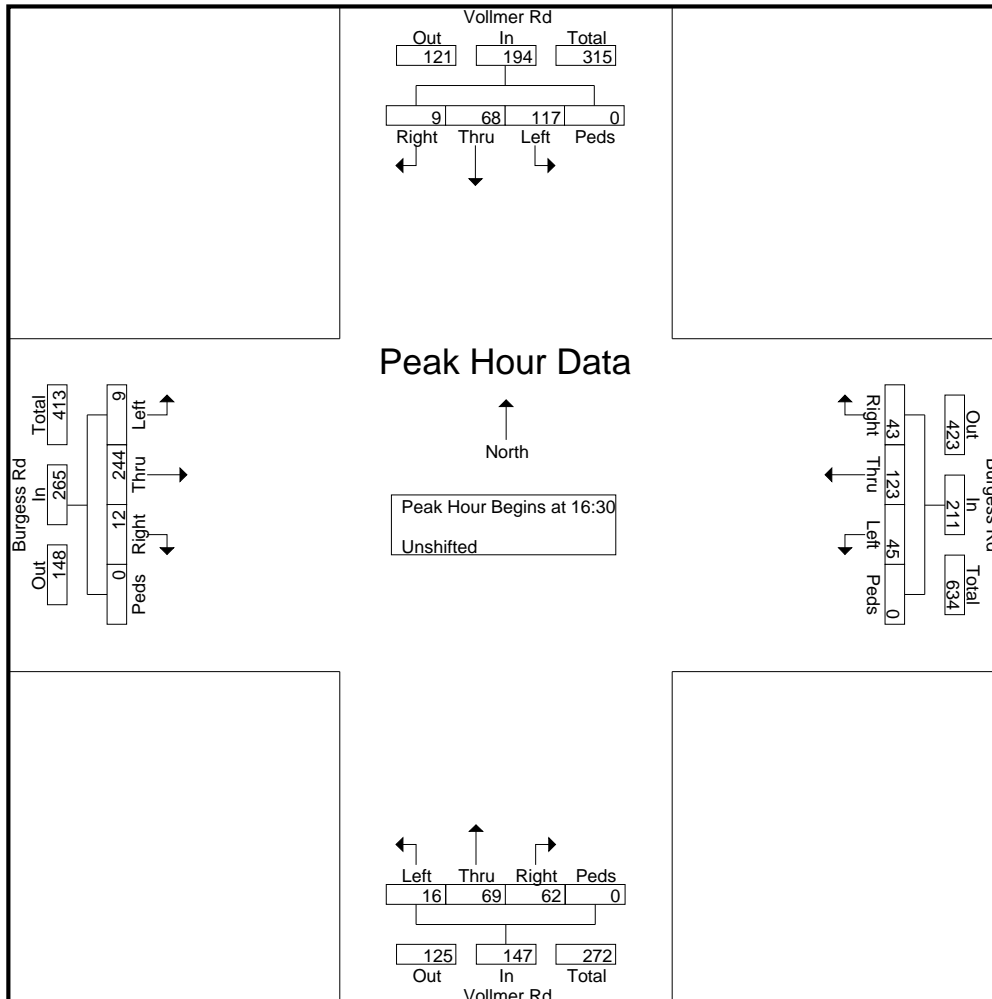 Vollmer Rd
Out In Total
121 194 315
9 68 117 0
Right Thru Left Peds
Peak Hour Data
North
Peak Hour Begins at 16:30
Unshifted
Burgess Rd
Total In Out
413 265 148
9 244 12 0
Left Thru Right Peds
Right Thru Left Peds
43 123 45 0
Out In Total
423 211 634
Burgess Rd
Left Thru Right Peds
16 69 62 0
125 147 272
Out In Total
Vollmer Rd